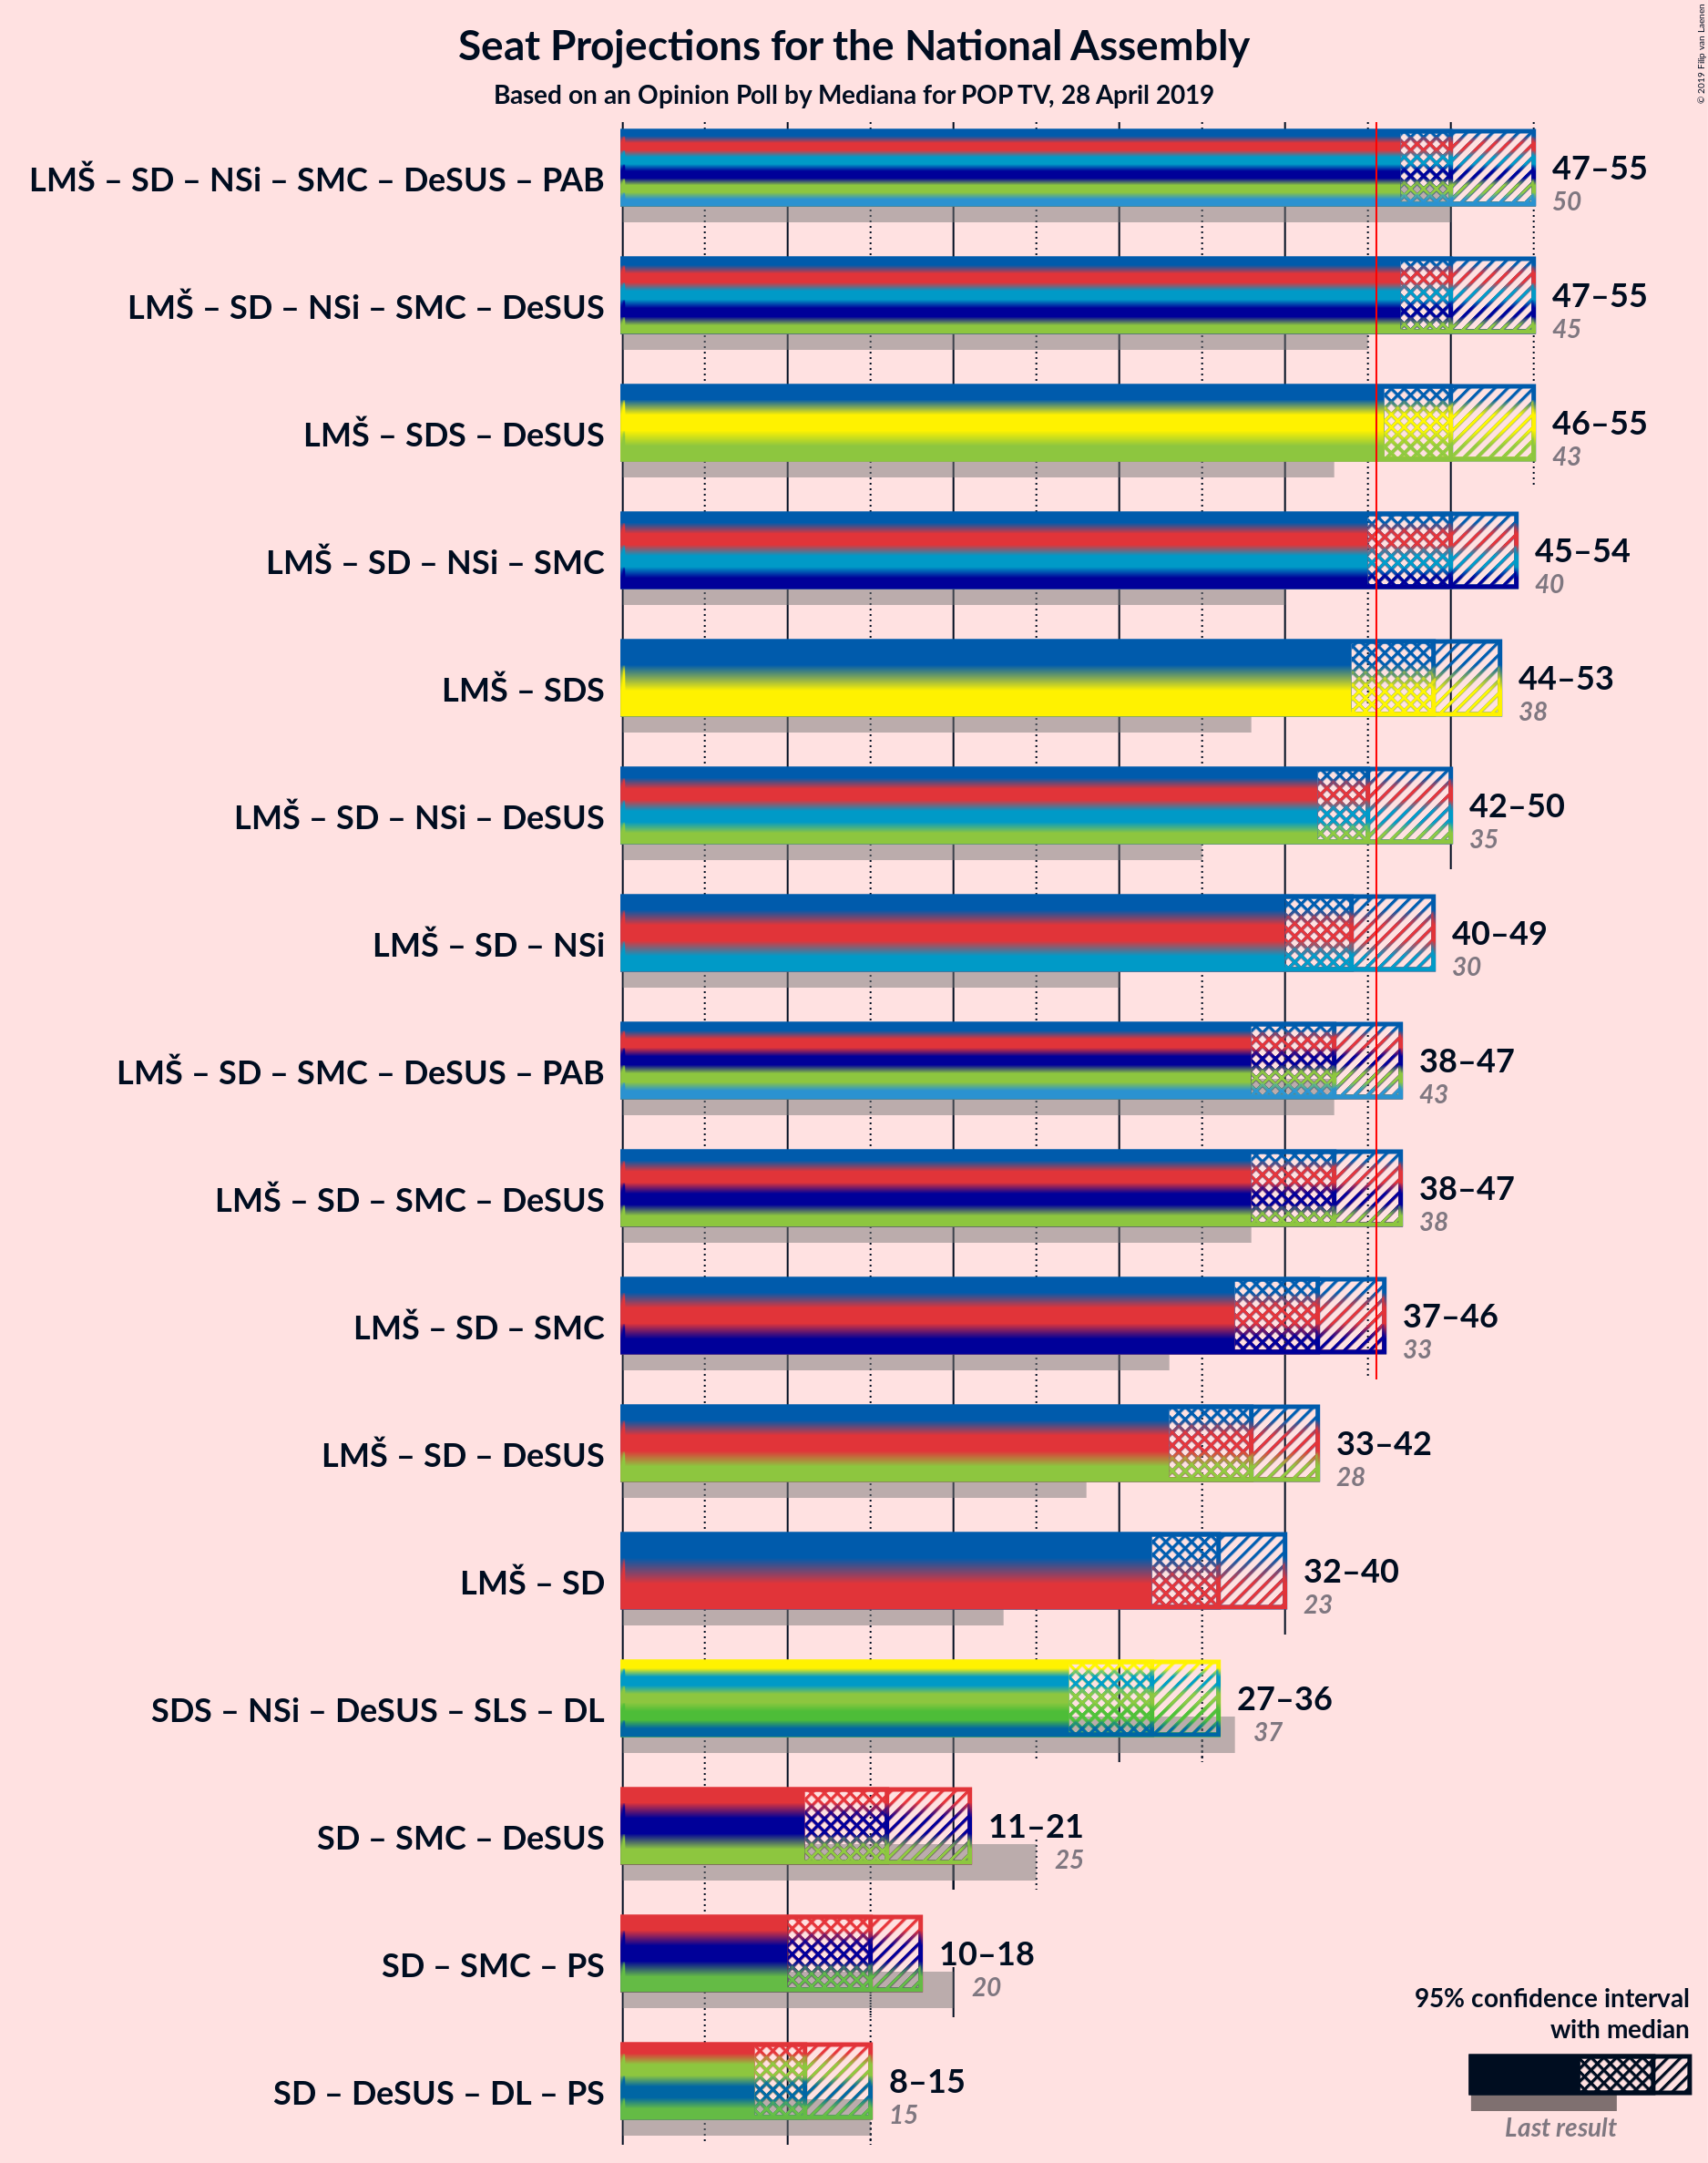 Seat Projections for the National Assembly
Based on an Opinion Poll by Mediana for POP TV, 28 April 2019
© 2019 Filip van Laenen
LMŠ – SD – NSi – SMC – DeSUS – PAB
47–55
50
LMŠ – SD – NSi – SMC – DeSUS
47–55
45
LMŠ – SDS – DeSUS
46–55
43
LMŠ – SD – NSi – SMC
45–54
40
LMŠ – SDS
44–53
38
LMŠ – SD – NSi – DeSUS
42–50
35
LMŠ – SD – NSi
40–49
30
LMŠ – SD – SMC – DeSUS – PAB
38–47
43
LMŠ – SD – SMC – DeSUS
38–47
38
LMŠ – SD – SMC
37–46
33
LMŠ – SD – DeSUS
33–42
28
LMŠ – SD
32–40
23
SDS – NSi – DeSUS – SLS – DL
27–36
37
SD – SMC – DeSUS
11–21
25
SD – SMC – PS
10–18
20
SD – DeSUS – DL – PS
8–15
15
95% confidence interval
with median
Last result